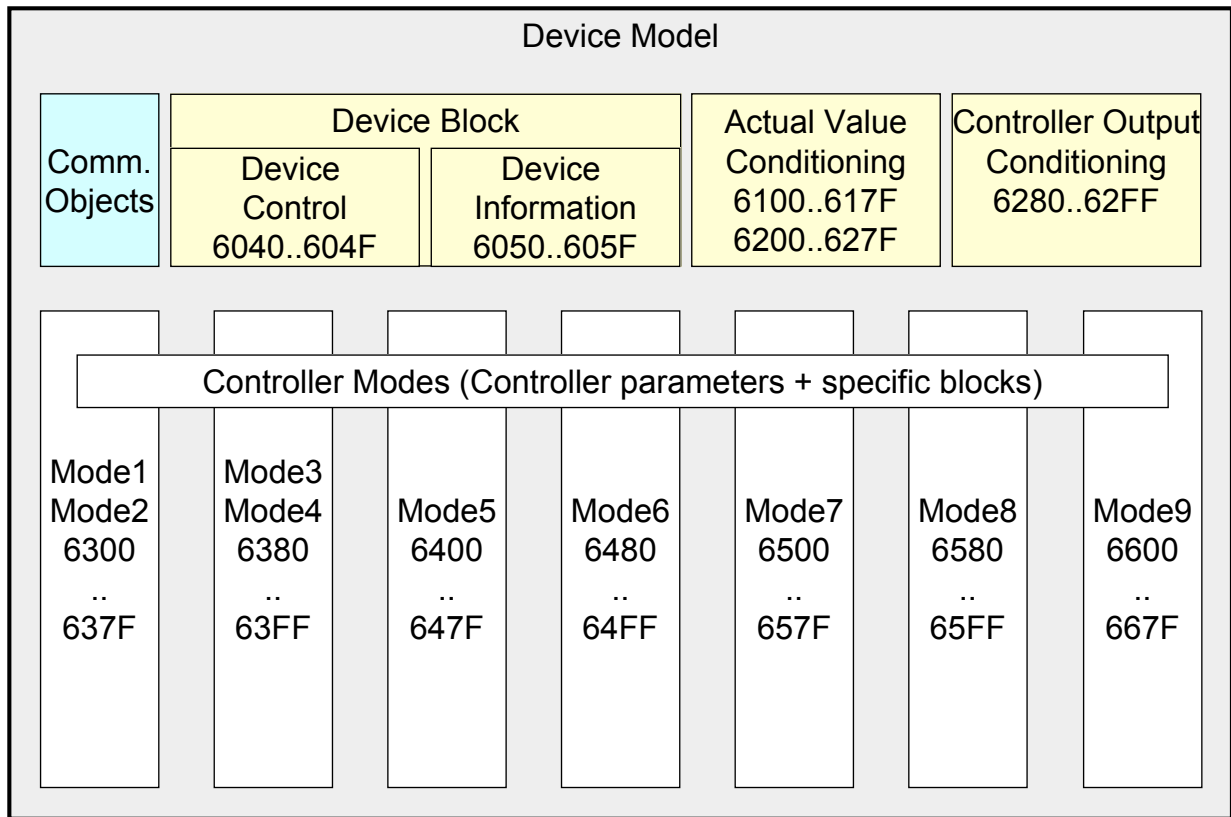 Device Model
Comm.
Objects
Device Block
Device
Control
6040..604F
Device
Information
6050..605F
Actual Value
Conditioning
6100..617F
6200..627F
Controller Output
Conditioning
6280..62FF
Controller Modes (Controller parameters + specific blocks)
Mode1
Mode2
6300
..
637F
Mode3
Mode4
6380
..
63FF
Mode5
6400
..
647F
Mode6
6480
..
64FF
Mode7
6500
..
657F
Mode8
6580
..
65FF
Mode9
6600
..
667F